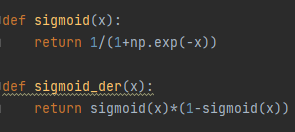 def sigmoid(x):
    return 1/(1+np.exp(-x))

def sigmoid_der(x):
    return sigmoid(x)*(1-sigmoid(x))